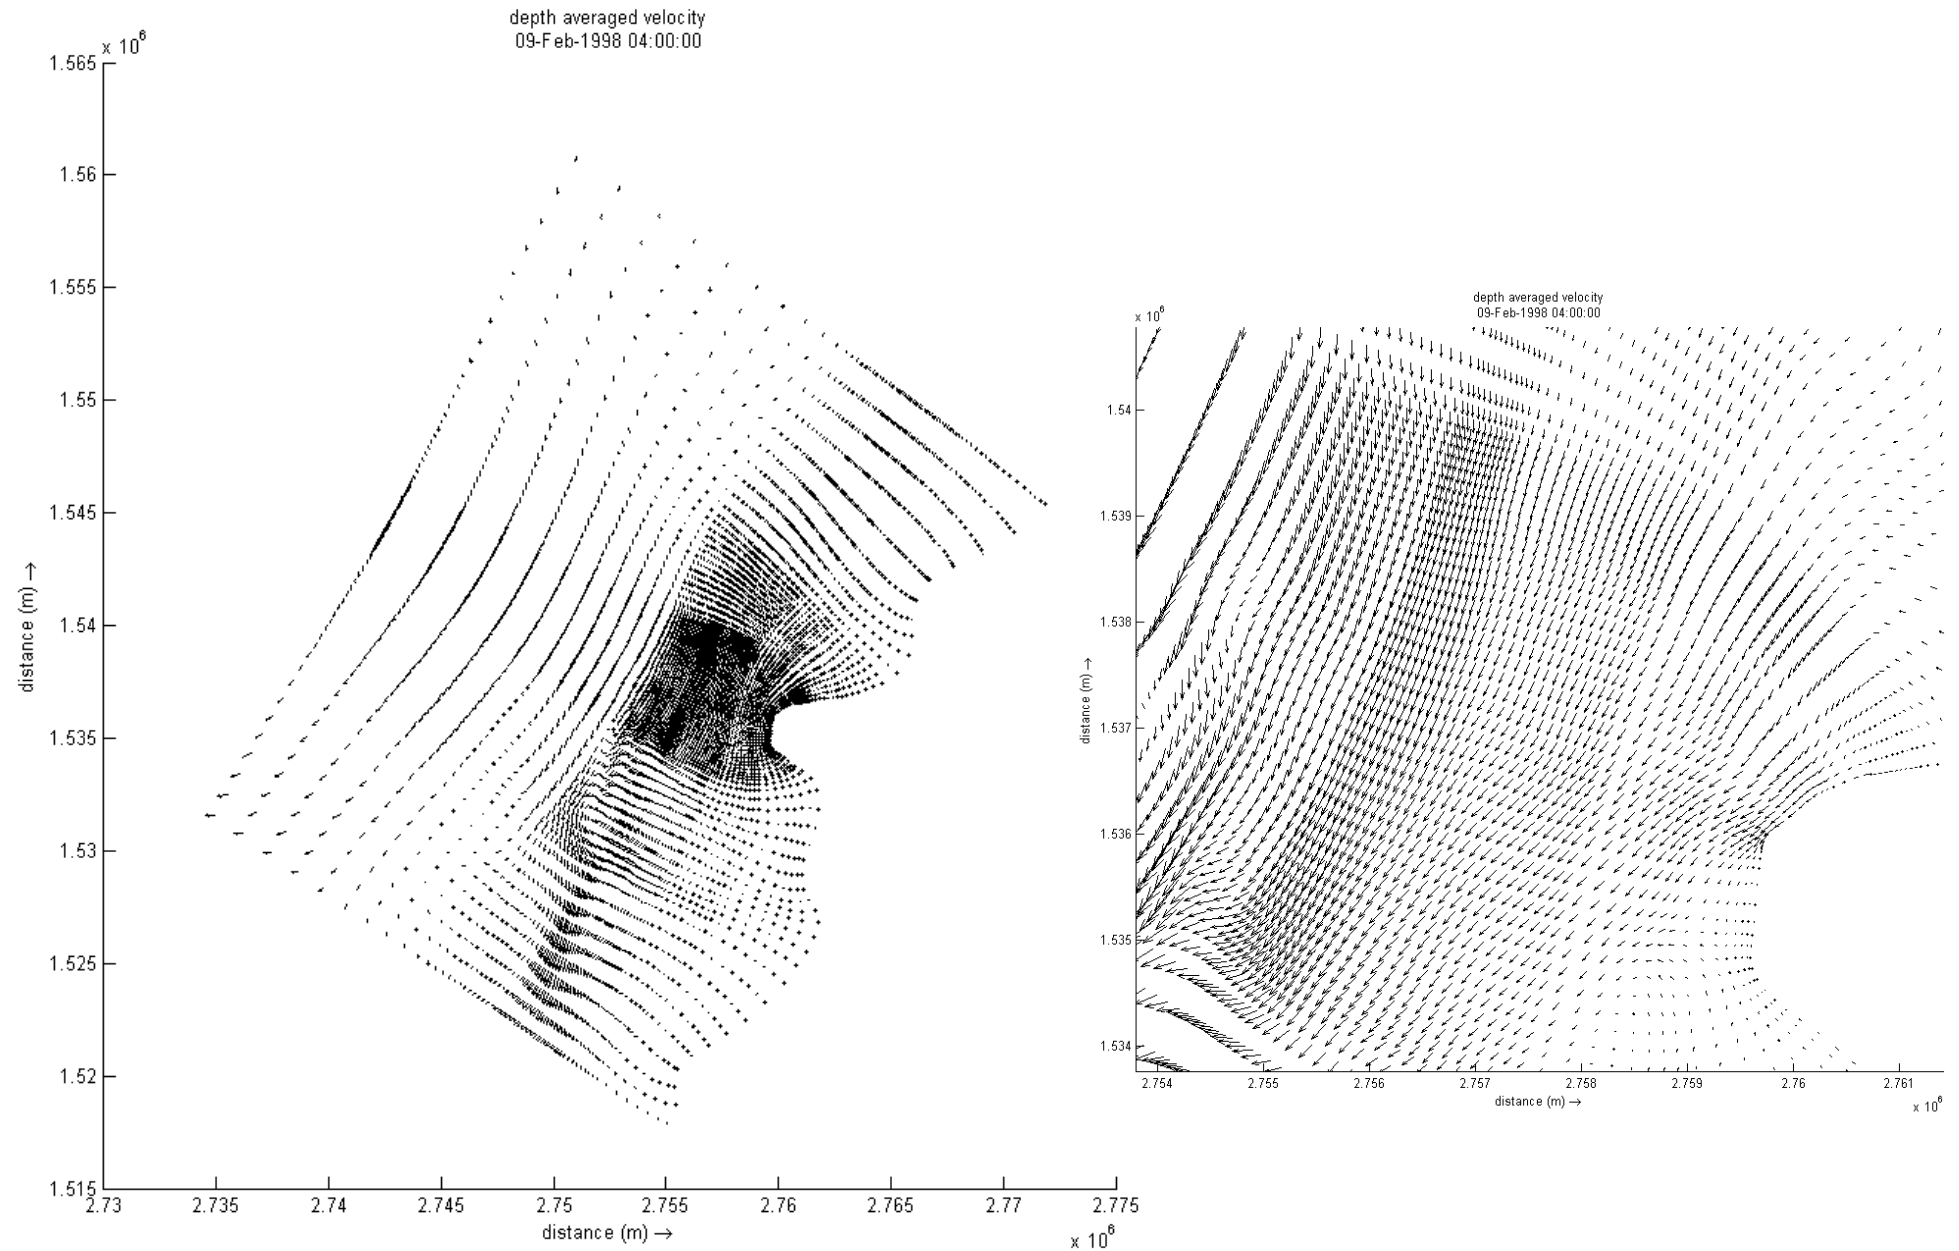 depth averaged velocity
09-Feb-1998 04:00:00
x 10^6
1.565
1.56
1.555
1.55
1.545
1.54
1.535
1.53
1.525
1.52
1.515
distance (m) →
2.73 2.735 2.74 2.745 2.75 2.755 2.76 2.765 2.77 2.775
distance (m) →
x 10^6
depth averaged velocity
09-Feb-1998 04:00:00
x 10^6
1.54
1.539
1.538
1.537
1.536
1.535
1.534
distance (m) →
2.754 2.755 2.756 2.757 2.758 2.759 2.76 2.761
distance (m) →
x 10^6